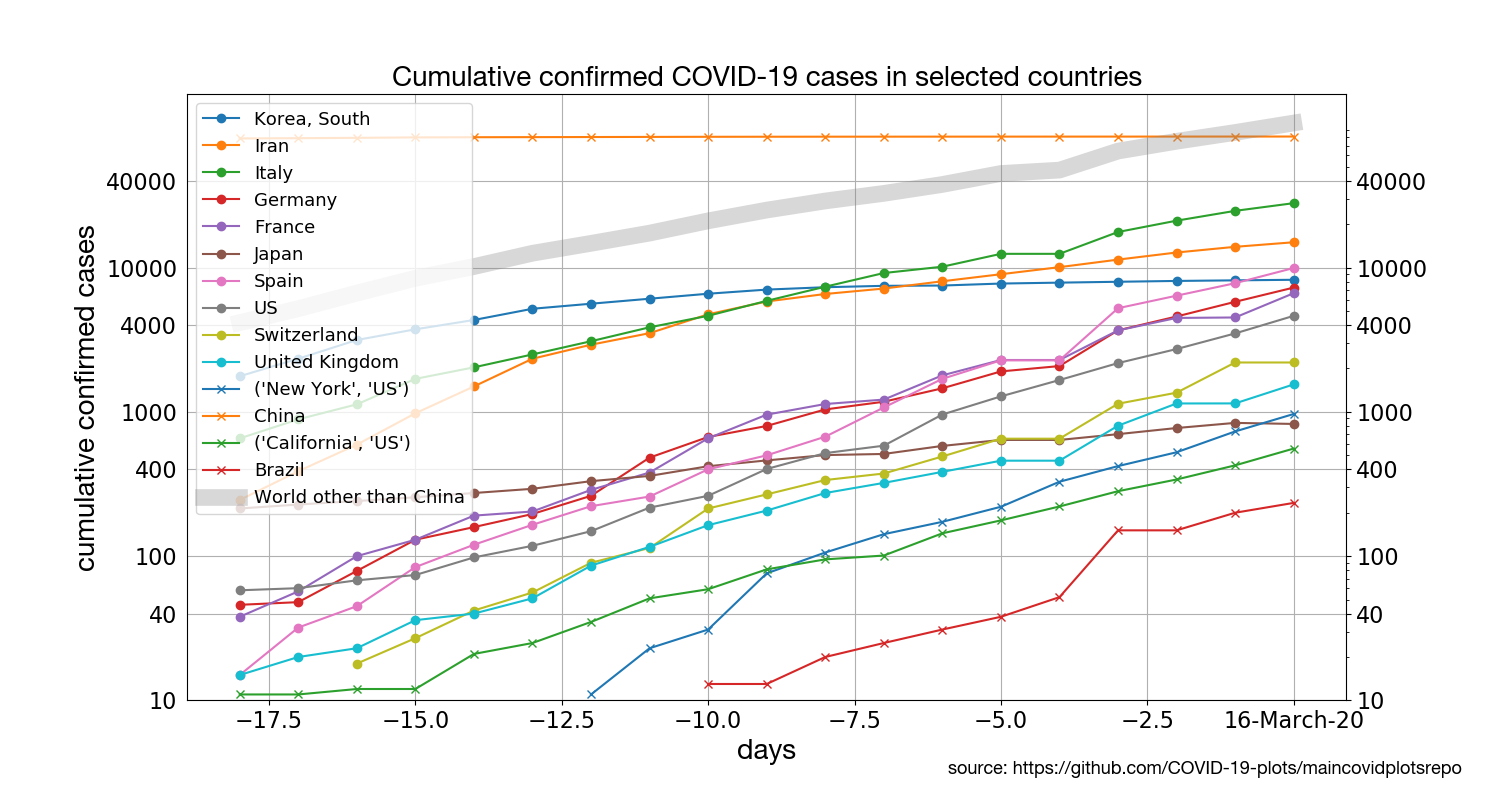 Cumulative confirmed COVID-19 cases in selected countries
cumulative confirmed cases
40000
10000
4000
1000
400
100
40
10
Korea, South
Iran
Italy
Germany
France
Japan
Spain
US
Switzerland
United Kingdom
('New York', 'US')
China
('California', 'US')
Brazil
World other than China
40000
10000
4000
1000
400
100
40
10
−17.5 −15.0 −12.5 −10.0 −7.5 −5.0 −2.5 16-March-20
days
source: https://github.com/COVID-19-plots/maincovidplotsrepo